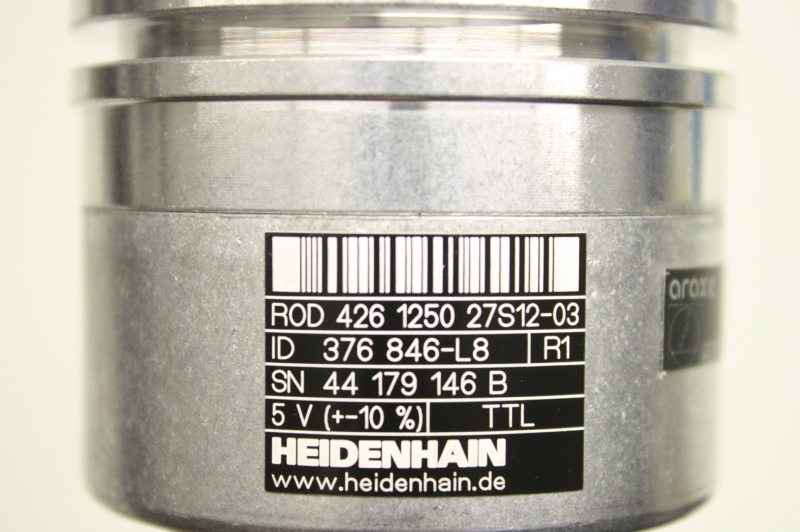 ROD 426 1250 27S12-03
ID 376 846-L8 R1
SN 44 179 146 B
5 V (+-10 %) TTL
HEIDENHAIN
www.heidenhain.de